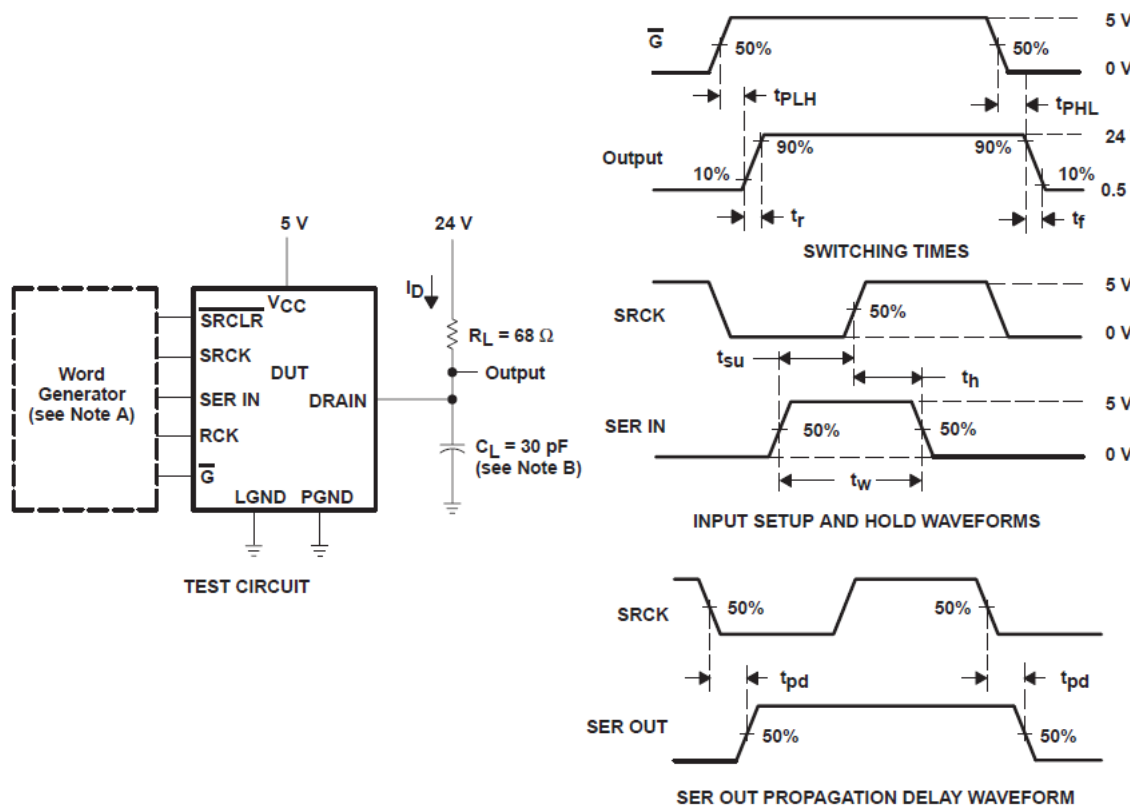 5 V
24 V
I_D
V_CC
SRCLR
SRCK
SER IN
RCK
G
DUT
DRAIN
LGND PGND
Word
Generator
(see Note A)
R_L = 68 Ω
Output
C_L = 30 pF
(see Note B)
TEST CIRCUIT
G
50%
50%
5 V
0 V
t_PLH
t_PHL
Output
10%
90%
90%
10%
24
0.5
t_r
t_f
SWITCHING TIMES
SRCK
50%
5 V
0 V
t_su
t_h
SER IN
50%
50%
5 V
0 V
t_w
INPUT SETUP AND HOLD WAVEFORMS
SRCK
50%
50%
t_pd
t_pd
SER OUT
50%
50%
SER OUT PROPAGATION DELAY WAVEFORM